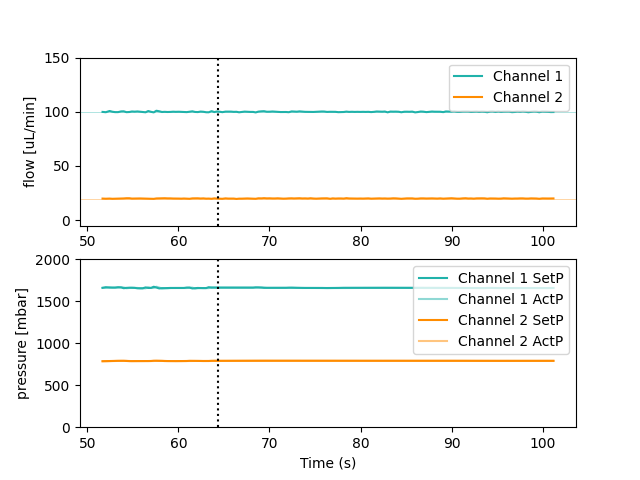 150
100
50
0
flow [uL/min]
Channel 1
Channel 2
50 60 70 80 90 100
2000
1500
1000
500
0
pressure [mbar]
Channel 1 SetP
Channel 1 ActP
Channel 2 SetP
Channel 2 ActP
50 60 70 80 90 100
Time (s)